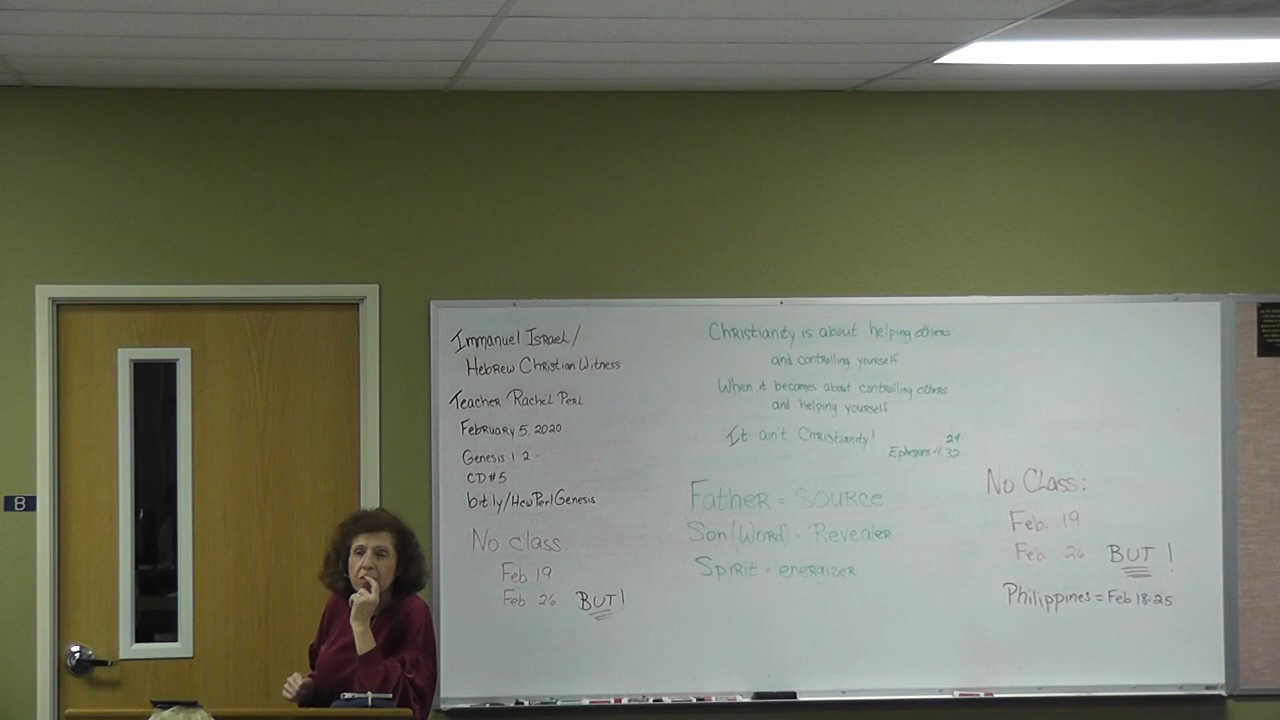 B
Immanuel Israel/
Hebrew Christian Witness
Teacher Rachel Perl
February 5, 2020
Genesis 1:2 -
CD#5
bit.ly/HcwPerlGenesis
No class
Feb 19
Feb 26 BUT!
Christianity is about helping others
and controlling yourself
When it becomes about controlling others
and helping yourself
It ain't Christianity!
Ephesians 4:29
32
Father = SOURCE
Son (Word) = Revealer
Spirit = energizer
No Class:
Feb. 19
Feb 26 BUT!
Philippines = Feb 18-25